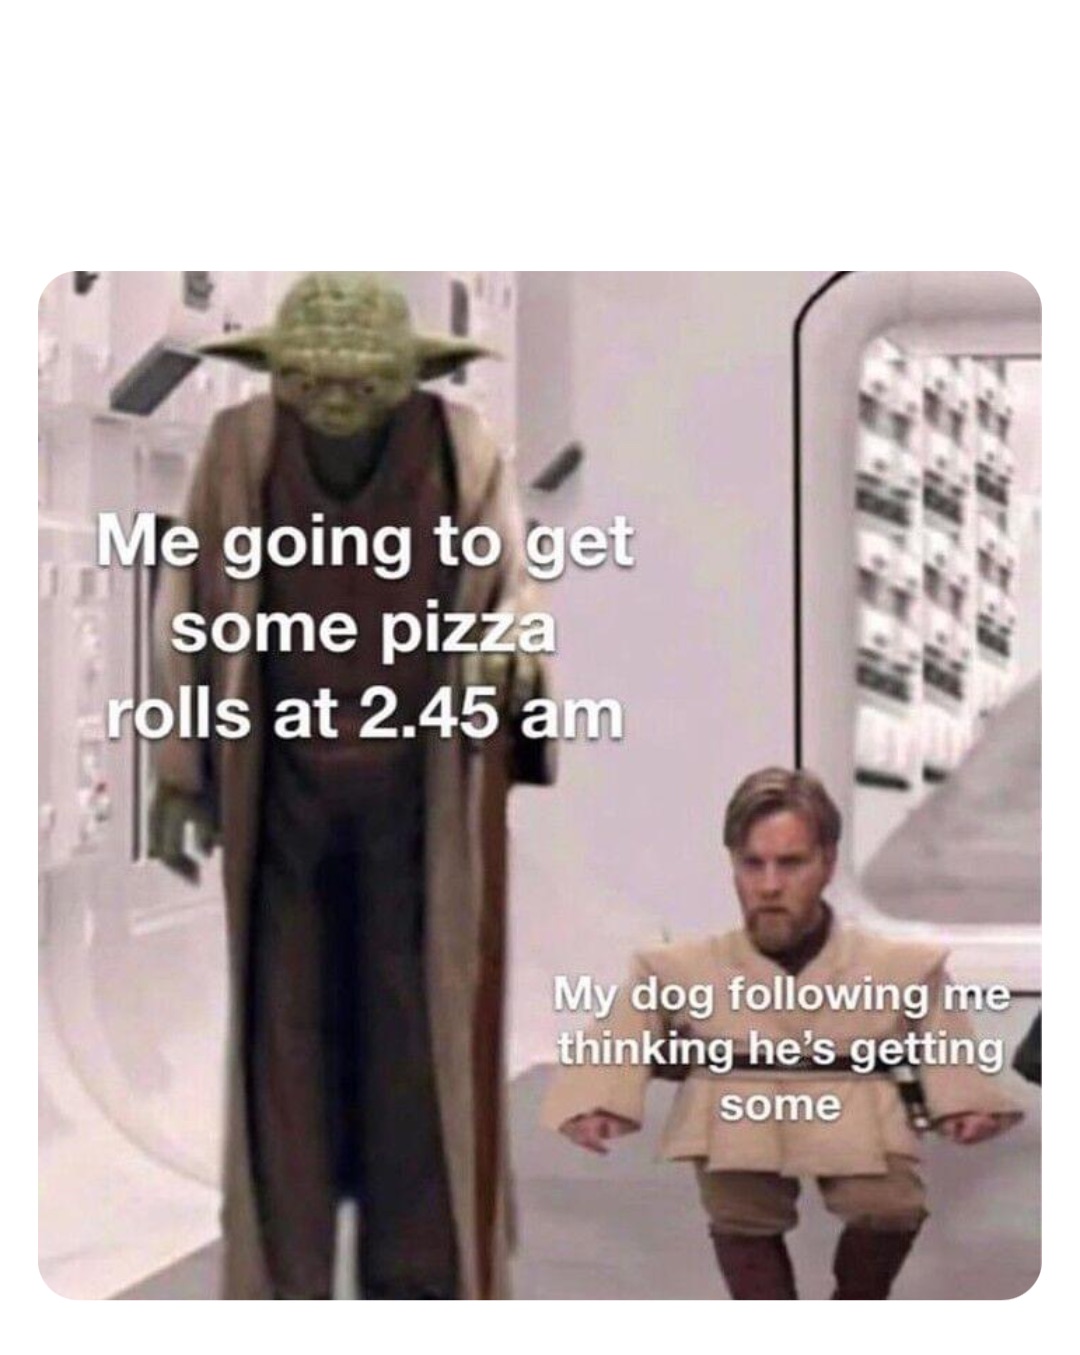 Me going to get
some pizza
rolls at 2.45 am
My dog following me
thinking he's getting
some